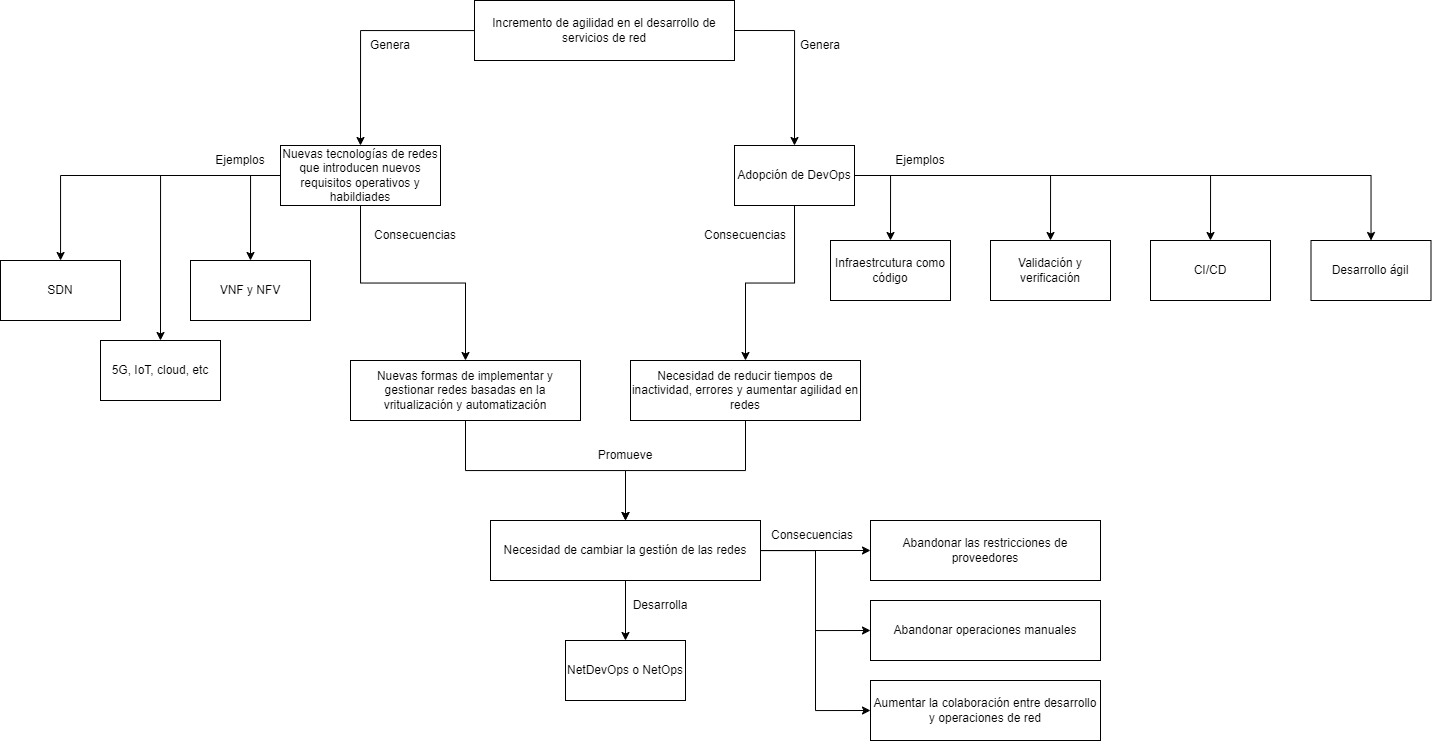 Incremento de agilidad en el desarrollo de
servicios de red
Genera
Genera
Nuevas tecnologías de redes
que introducen nuevos
requisitos operativos y
habildiades
Ejemplos
Adopción de DevOps
Ejemplos
Consecuencias
Consecuencias
SDN
VNF y NFV
5G, IoT, cloud, etc
Infraestrcutura como
código
Validación y
verificación
CI/CD
Desarrollo ágil
Nuevas formas de implementar y
gestionar redes basadas en la
vritualización y automatización
Necesidad de reducir tiempos de
inactividad, errores y aumentar agilidad en
redes
Promueve
Necesidad de cambiar la gestión de las redes
Consecuencias
Abandonar las restricciones de
proveedores
Desarrolla
Abandonar operaciones manuales
NetDevOps o NetOps
Aumentar la colaboración entre desarrollo
y operaciones de red